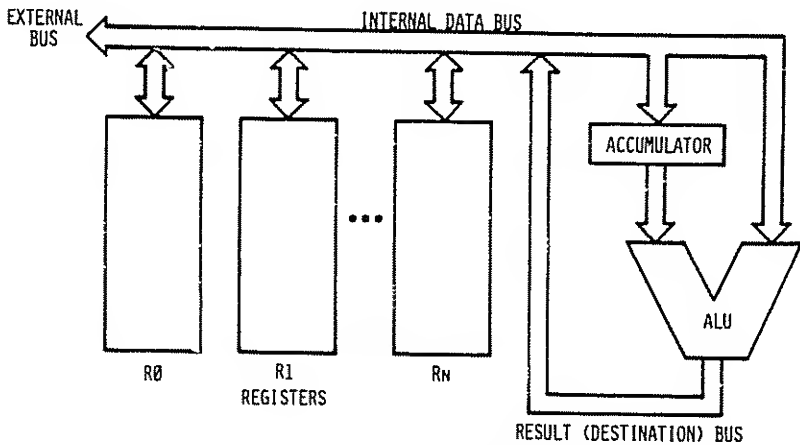 EXTERNAL
BUS
INTERNAL DATA BUS
ACCUMULATOR
ALU
•••
RØ
R1
RN
REGISTERS
RESULT (DESTINATION) BUS